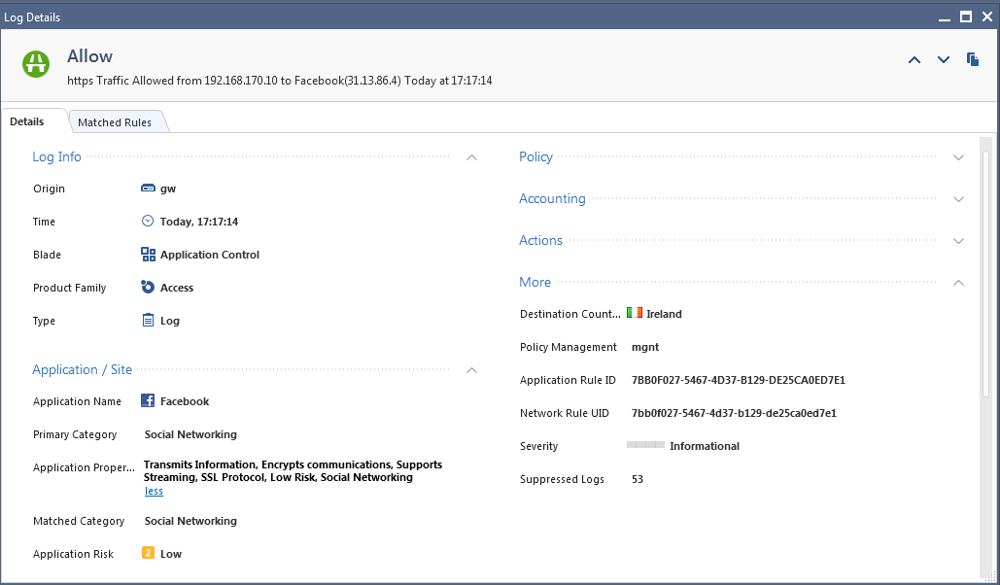 Log Details
Allow
https Traffic Allowed from 192.168.170.10 to Facebook(31.13.86.4) Today at 17:17:14
Details
Matched Rules
Log Info
Origin gw
Time Today, 17:17:14
Blade Application Control
Product Family Access
Type Log
Application / Site
Application Name Facebook
Primary Category Social Networking
Application Proper... Transmits Information, Encrypts communications, Supports
Streaming, SSL Protocol, Low Risk, Social Networking
less
Matched Category Social Networking
Application Risk 2 Low
Policy
Accounting
Actions
More
Destination Count... Ireland
Policy Management mgnt
Application Rule ID 7BB0F027-5467-4D37-B129-DE25CA0ED7E1
Network Rule UID 7bb0f027-5467-4d37-b129-de25ca0ed7e1
Severity Informational
Suppressed Logs 53